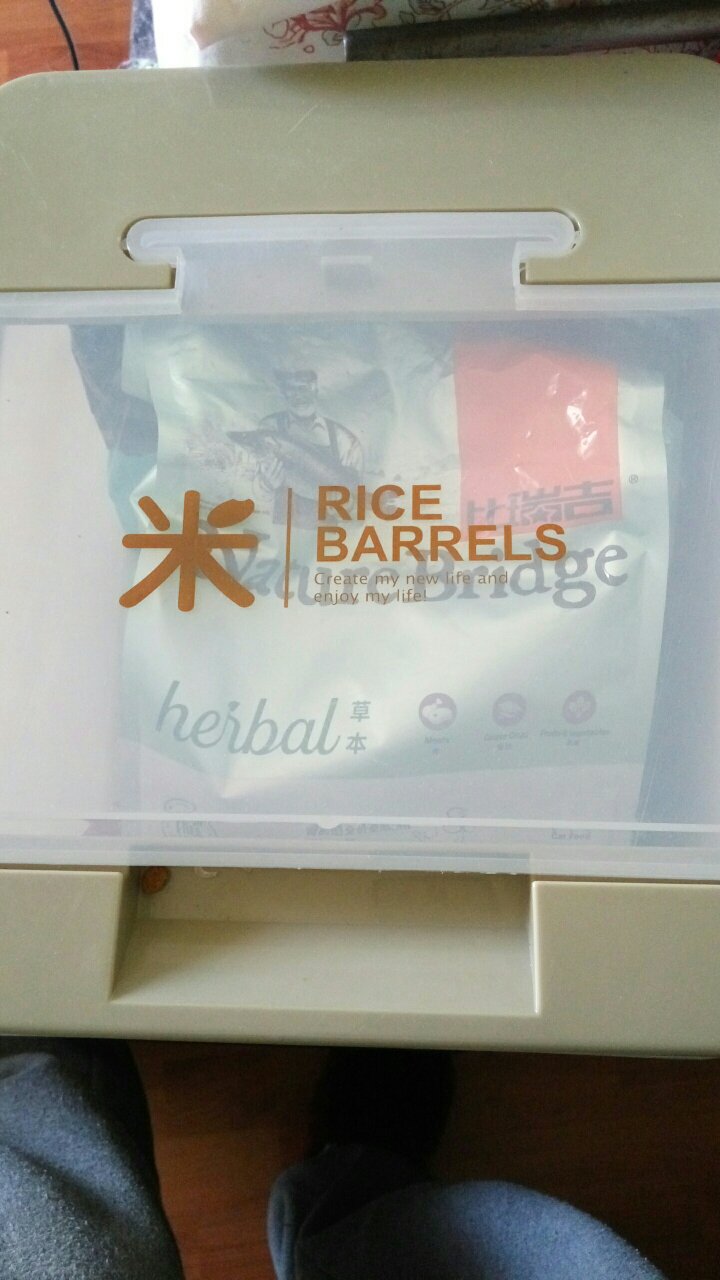 比瑞吉®
米
RICE
BARRELS
Create my new life and
enjoy my life!
Nature Bridge
herbal 草本